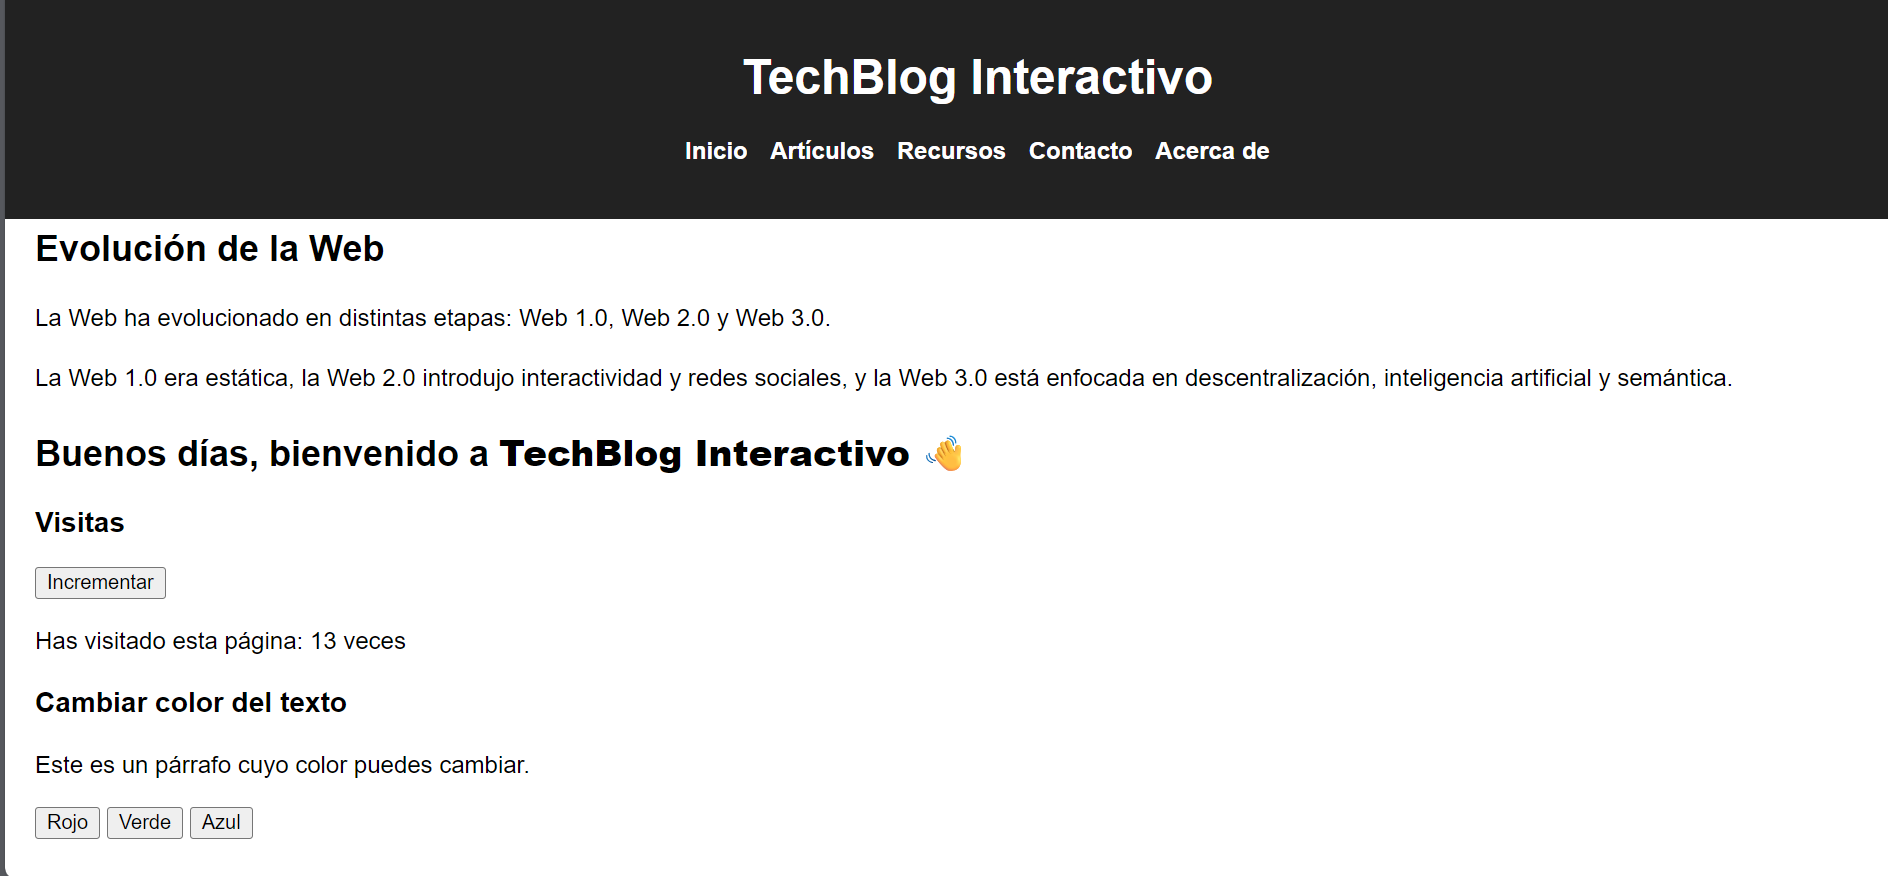 TechBlog Interactivo
Inicio Artículos Recursos Contacto Acerca de
Evolución de la Web
La Web ha evolucionado en distintas etapas: Web 1.0, Web 2.0 y Web 3.0.
La Web 1.0 era estática, la Web 2.0 introdujo interactividad y redes sociales, y la Web 3.0 está enfocada en descentralización, inteligencia artificial y semántica.
Buenos días, bienvenido a TechBlog Interactivo 👋
Visitas
Incrementar
Has visitado esta página: 13 veces
Cambiar color del texto
Este es un párrafo cuyo color puedes cambiar.
Rojo Verde Azul